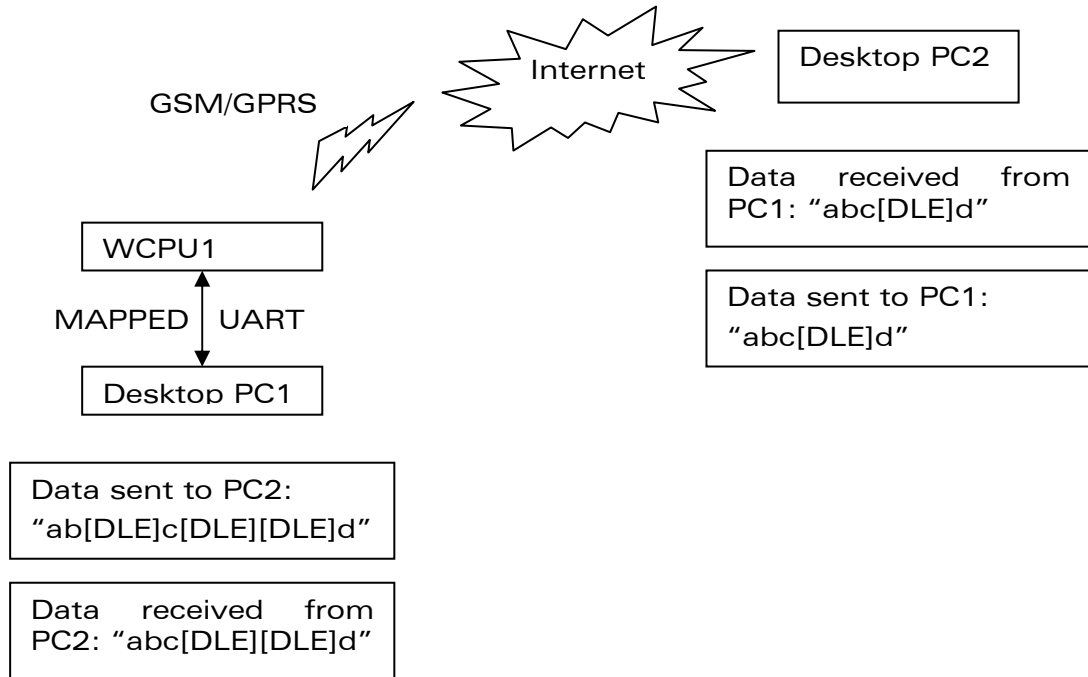 Internet
Desktop PC2
GSM/GPRS
Data received from
PC1: “abc[DLE]d”
WCPU1
Data sent to PC1:
“abc[DLE]d”
MAPPED UART
Desktop PC1
Data sent to PC2:
“ab[DLE]c[DLE][DLE]d”
Data received from
PC2: “abc[DLE][DLE]d”